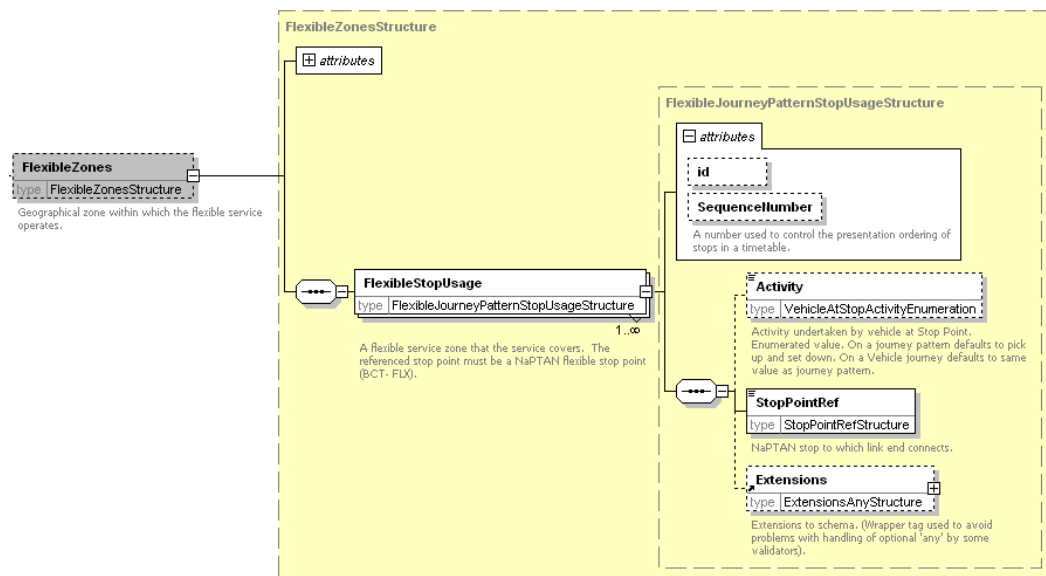 FlexibleZonesStructure
attributes
FlexibleJourneyPatternStopUsageStructure
attributes
FlexibleZones
type FlexibleZonesStructure
Geographical zone within which the flexible service
operates.
id
SequenceNumber
A number used to control the presentation ordering of
stops in a timetable.
FlexibleStopUsage
type FlexibleJourneyPatternStopUsageStructure
1..∞
A flexible service zone that the service covers. The
referenced stop point must be a NaPTAN flexible stop point
(BCT- FLX).
Activity
type VehicleAtStopActivityEnumeration
Activity undertaken by vehicle at Stop Point.
Enumerated value. On a journey pattern defaults to pick
up and set down. On a Vehicle journey defaults to same
value as journey pattern.
StopPointRef
type StopPointRefStructure
NaPTAN stop to which link end connects.
Extensions
type ExtensionsAnyStructure
Extensions to schema. (Wrapper tag used to avoid
problems with handling of optional 'any' by some
validators).